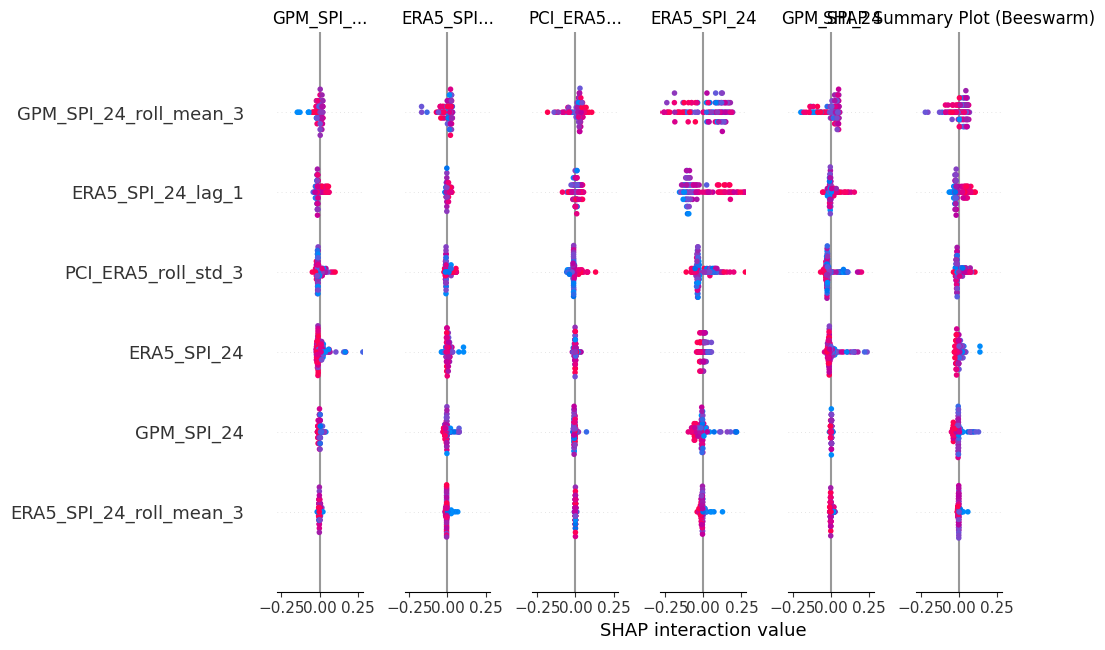 GPM_SPI_... ERA5_SPI... PCI_ERA5... ERA5_SPI_24 GPM_SPI_24 SHAP Summary Plot (Beeswarm)
GPM_SPI_24_roll_mean_3
ERA5_SPI_24_lag_1
PCI_ERA5_roll_std_3
ERA5_SPI_24
GPM_SPI_24
ERA5_SPI_24_roll_mean_3
−0.25 0.00 0.25 −0.25 0.00 0.25 −0.25 0.00 0.25 −0.25 0.00 0.25 −0.25 0.00 0.25 −0.25 0.00 0.25
SHAP interaction value